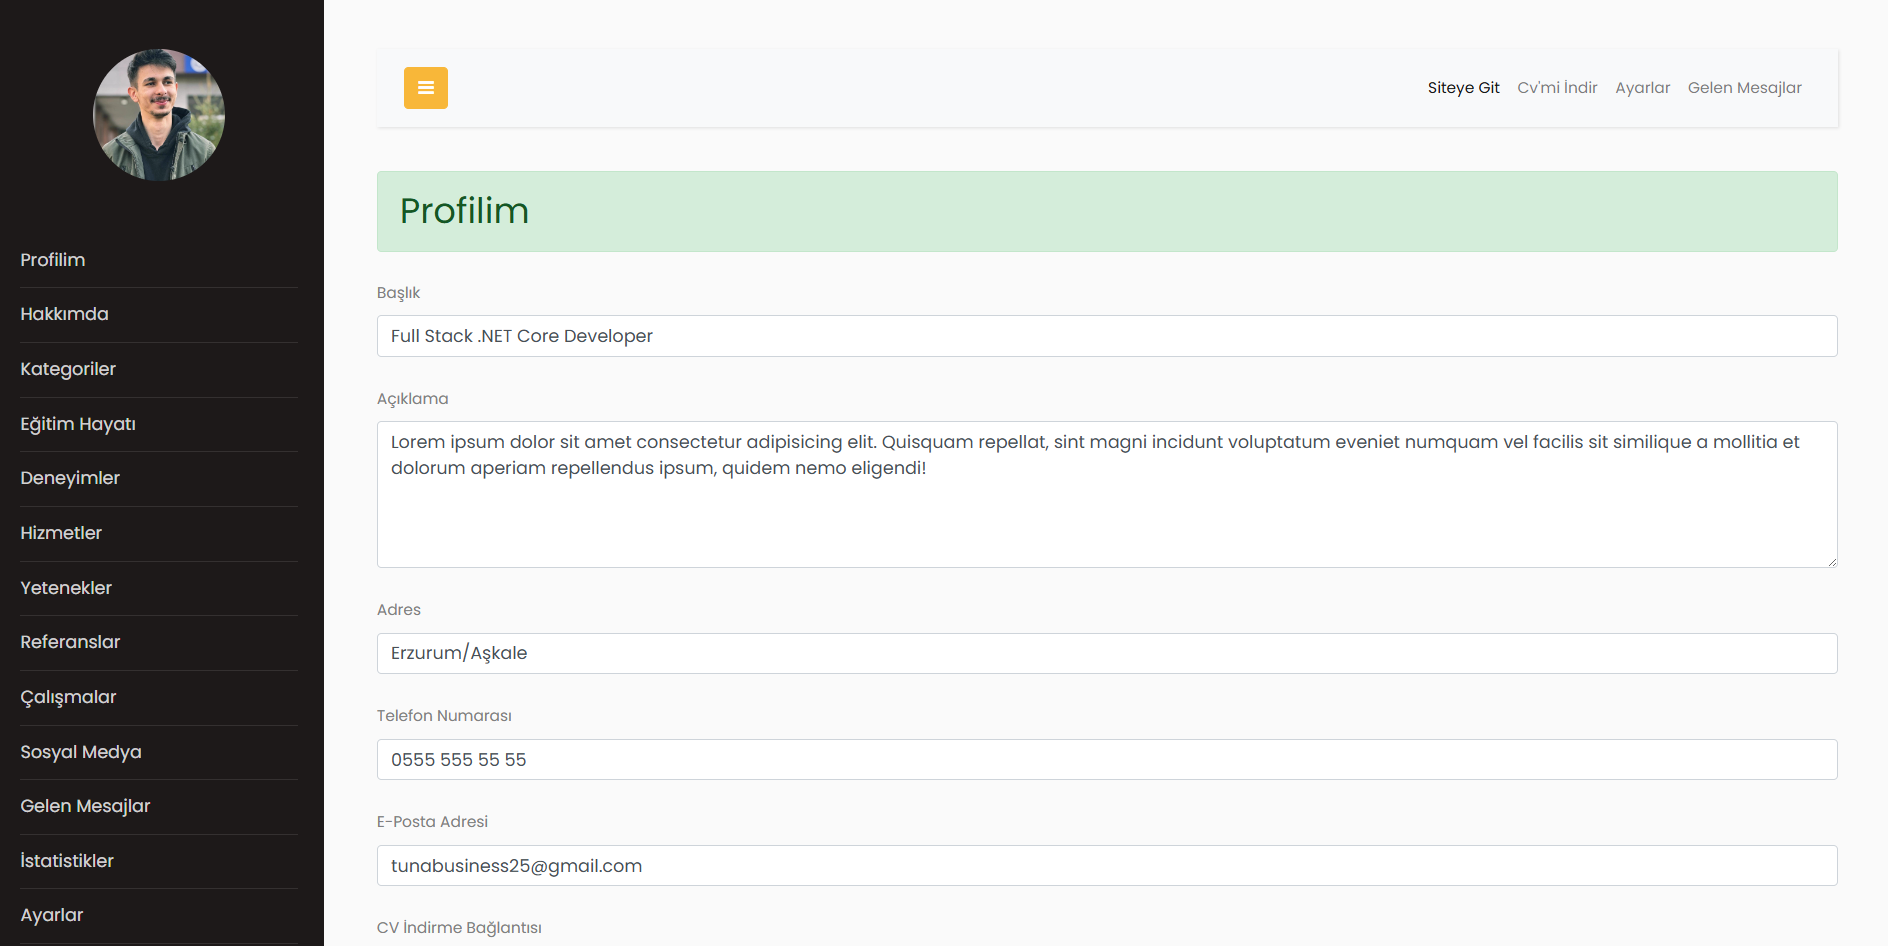 Profilim
Hakkımda
Kategoriler
Eğitim Hayatı
Deneyimler
Hizmetler
Yetenekler
Referanslar
Çalışmalar
Sosyal Medya
Gelen Mesajlar
İstatistikler
Ayarlar
Siteye Git Cv'mi İndir Ayarlar Gelen Mesajlar
Profilim
Başlık
Full Stack .NET Core Developer
Açıklama
Lorem ipsum dolor sit amet consectetur adipisicing elit. Quisquam repellat, sint magni incidunt voluptatum eveniet numquam vel facilis sit similique a mollitia et
dolorum aperiam repellendus ipsum, quidem nemo eligendi!
Adres
Erzurum/Aşkale
Telefon Numarası
0555 555 55 55
E-Posta Adresi
tunabusiness25@gmail.com
CV İndirme Bağlantısı